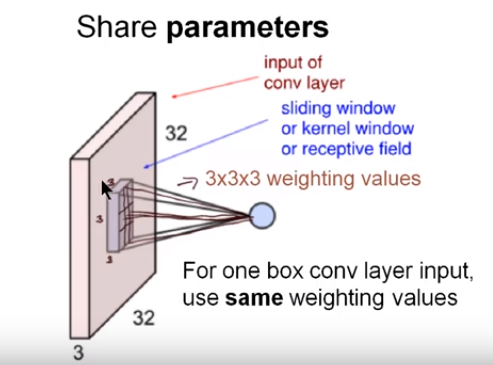 Share parameters
input of
conv layer
32
sliding window
or kernel window
or receptive field
3
3x3x3 weighting values
3
3
For one box conv layer input,
use same weighting values
32
3